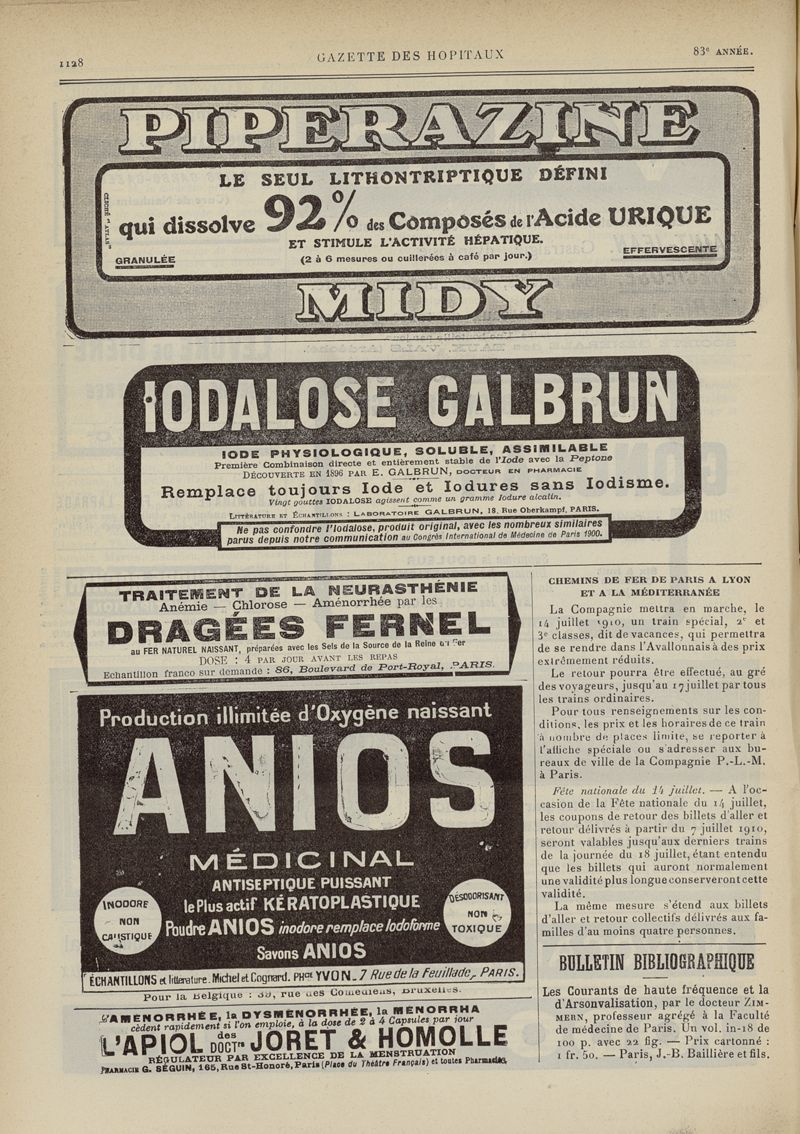 1128
GAZETTE DES HOPITAUX
83e ANNÉE.
PIPERAZINE
LE SEUL LITHONTRIPTIQUE DÉFINI
qui dissolve 92% des Composés de l'Acide URIQUE
ET STIMULE L'ACTIVITÉ HÉPATIQUE.
GRANULÉE
(2 à 6 mesures ou cuillerées à café par jour.)
EFFERVESCENTE
MIDY
IODALOSE GALBRUN
IODE PHYSIOLOGIQUE, SOLUBLE, ASSIMILABLE
Première Combinaison directe et entièrement stable de l'Iode avec la Peptone
DÉCOUVERTE EN 1896 PAR E. GALBRUN, DOCTEUR EN PHARMACIE
Remplace toujours Iode et Iodures sans Iodisme.
Vingt gouttes IODALOSE agissent comme un gramme Iodure alcalin.
LITTÉRATURE ET ÉCHANTILLONS : LABORATOIRE GALBRUN, 18, Rue Oberkampf, PARIS.
Ne pas confondre l'Iodalose, produit original, avec les nombreux similaires
parus depuis notre communication au Congrès International de Médecine de Paris 1900.
TRAITEMENT DE LA NEURASTHÉNIE
Anémie — Chlorose — Aménorrhée par les
DRAGÉES FERNEL
au FER NATUREL NAISSANT, préparées avec les Sels de la Source de la Reine du Fer
DOSE : 4 PAR JOUR AVANT LES REPAS
Echantillon franco sur demande : 86, Boulevard de Port-Royal, PARIS.
Production illimitée d'Oxygène naissant
ANIOS
MÉDICINAL
ANTISEPTIQUE PUISSANT
le Plus actif KÉRATOPLASTIQUE
Poudre ANIOS inodore remplace Iodoforme
Savons ANIOS
INODORE
NON
CAUSTIQUE
DÉSODORISANT
NON
TOXIQUE
ÉCHANTILLONS et littérature. Michel et Cognard. PHcie YVON_7 Rue de la Feuillade_ PARIS.
Pour la Belgique : 38, rue des Comédiens, Bruxelles.
L'AMÉNORRHÉE, la DYSMÉNORRHÉE, la MÉNORRHA
cèdent rapidement si l'on emploie, à la dose de 2 à 4 Capsules par jour
L'APIOL des DOCTrs JORET & HOMOLLE
RÉGULATEUR PAR EXCELLENCE DE LA MENSTRUATION
PHARMACIE G. SÉGUIN, 165, Rue St-Honoré, Paris (Place du Théâtre Français) et toutes Pharmacies.
CHEMINS DE FER DE PARIS A LYON
ET A LA MÉDITERRANÉE
La Compagnie mettra en marche, le
14 juillet 1910, un train spécial, 2e et
3e classes, dit de vacances, qui permettra
de se rendre dans l'Avallonnais à des prix
extrêmement réduits.
Le retour pourra être effectué, au gré
des voyageurs, jusqu'au 17 juillet par tous
les trains ordinaires.
Pour tous renseignements sur les con-
ditions, les prix et les horaires de ce train
à nombre de places limité, se reporter à
l'affiche spéciale ou s'adresser aux bu-
reaux de ville de la Compagnie P.-L.-M.
à Paris.
Fête nationale du 14 juillet. — A l'oc-
casion de la Fête nationale du 14 juillet,
les coupons de retour des billets d'aller et
retour délivrés à partir du 7 juillet 1910,
seront valables jusqu'aux derniers trains
de la journée du 18 juillet, étant entendu
que les billets qui auront normalement
une validité plus longue conserveront cette
validité.
La même mesure s'étend aux billets
d'aller et retour collectifs délivrés aux fa-
milles d'au moins quatre personnes.
BULLETIN BIBLIOGRAPHIQUE
Les Courants de haute fréquence et la
d'Arsonvalisation, par le docteur ZIM-
MERN, professeur agrégé à la Faculté
de médecine de Paris. Un vol. in-18 de
100 p. avec 22 fig. — Prix cartonné :
1 fr. 50. — Paris, J.-B. Baillière et fils.